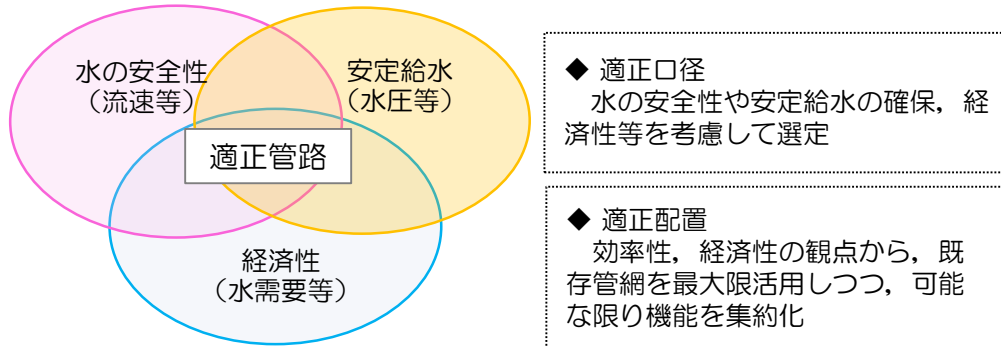 水の安全性
（流速等）
安定給水
（水圧等）
適正管路
経済性
（水需要等）
◆ 適正口径
水の安全性や安定給水の確保，経
済性等を考慮して選定
◆ 適正配置
効率性，経済性の観点から，既
存管網を最大限活用しつつ，可能
な限り機能を集約化